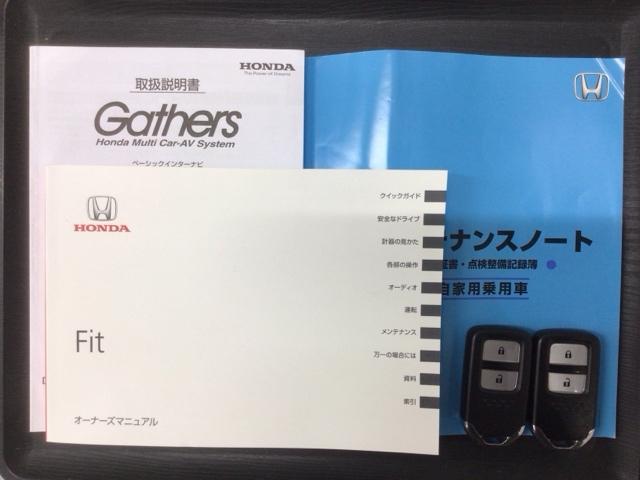 HONDA
The Power of Dreams
取扱説明書
Gathers
Honda Multi Car-AV System
ベーシックインターナビ
HONDA
Fit
オーナーズマニュアル
クイックガイド
安全なドライブ
計器の見かた
各部の操作
オーディオ
運転
メンテナンス
万一の場合には
資料
索引
ナンスノート
証書・点検整備記録簿
自家用乗用車